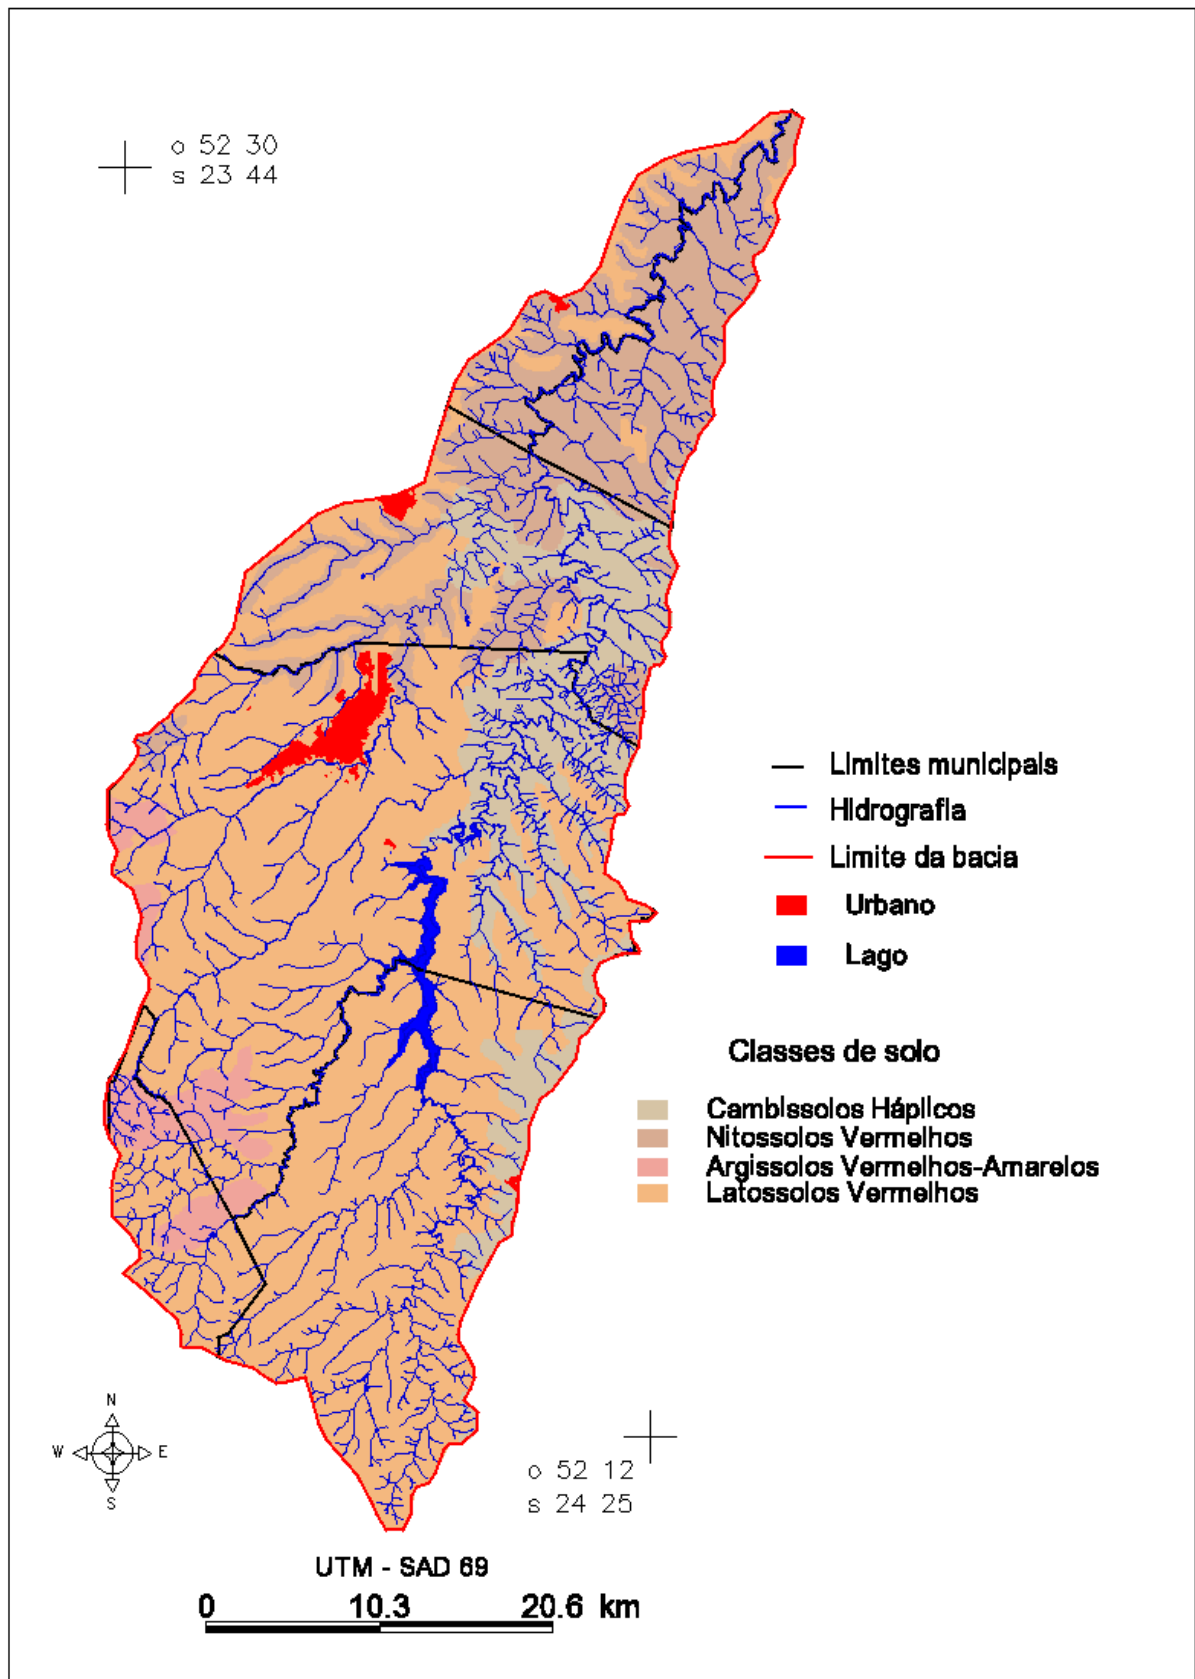 o 52 30
s 23 44
Limites municipais
Hidrografia
Limite da bacia
Urbano
Lago
Classes de solo
Cambissolos Háplicos
Nitossolos Vermelhos
Argissolos Vermelhos-Amarelos
Latossolos Vermelhos
N
W E
S
o 52 12
s 24 25
UTM - SAD 69
0 10.3 20.6 km